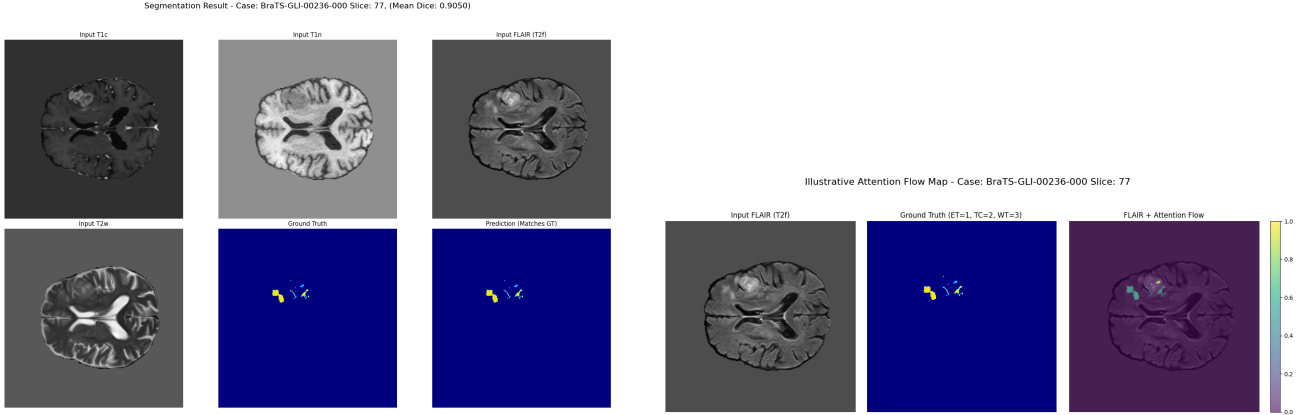 Segmentation Result - Case: BraTS-GLI-00236-000 Slice: 77, (Mean Dice: 0.9050)
Input T1c
Input T1n
Input FLAIR (T2f)
Input T2w
Ground Truth
Prediction (Matches GT)
Illustrative Attention Flow Map - Case: BraTS-GLI-00236-000 Slice: 77
Input FLAIR (T2f)
Ground Truth (ET=1, TC=2, WT=3)
FLAIR + Attention Flow
1.0
0.8
0.6
0.4
0.2
0.0